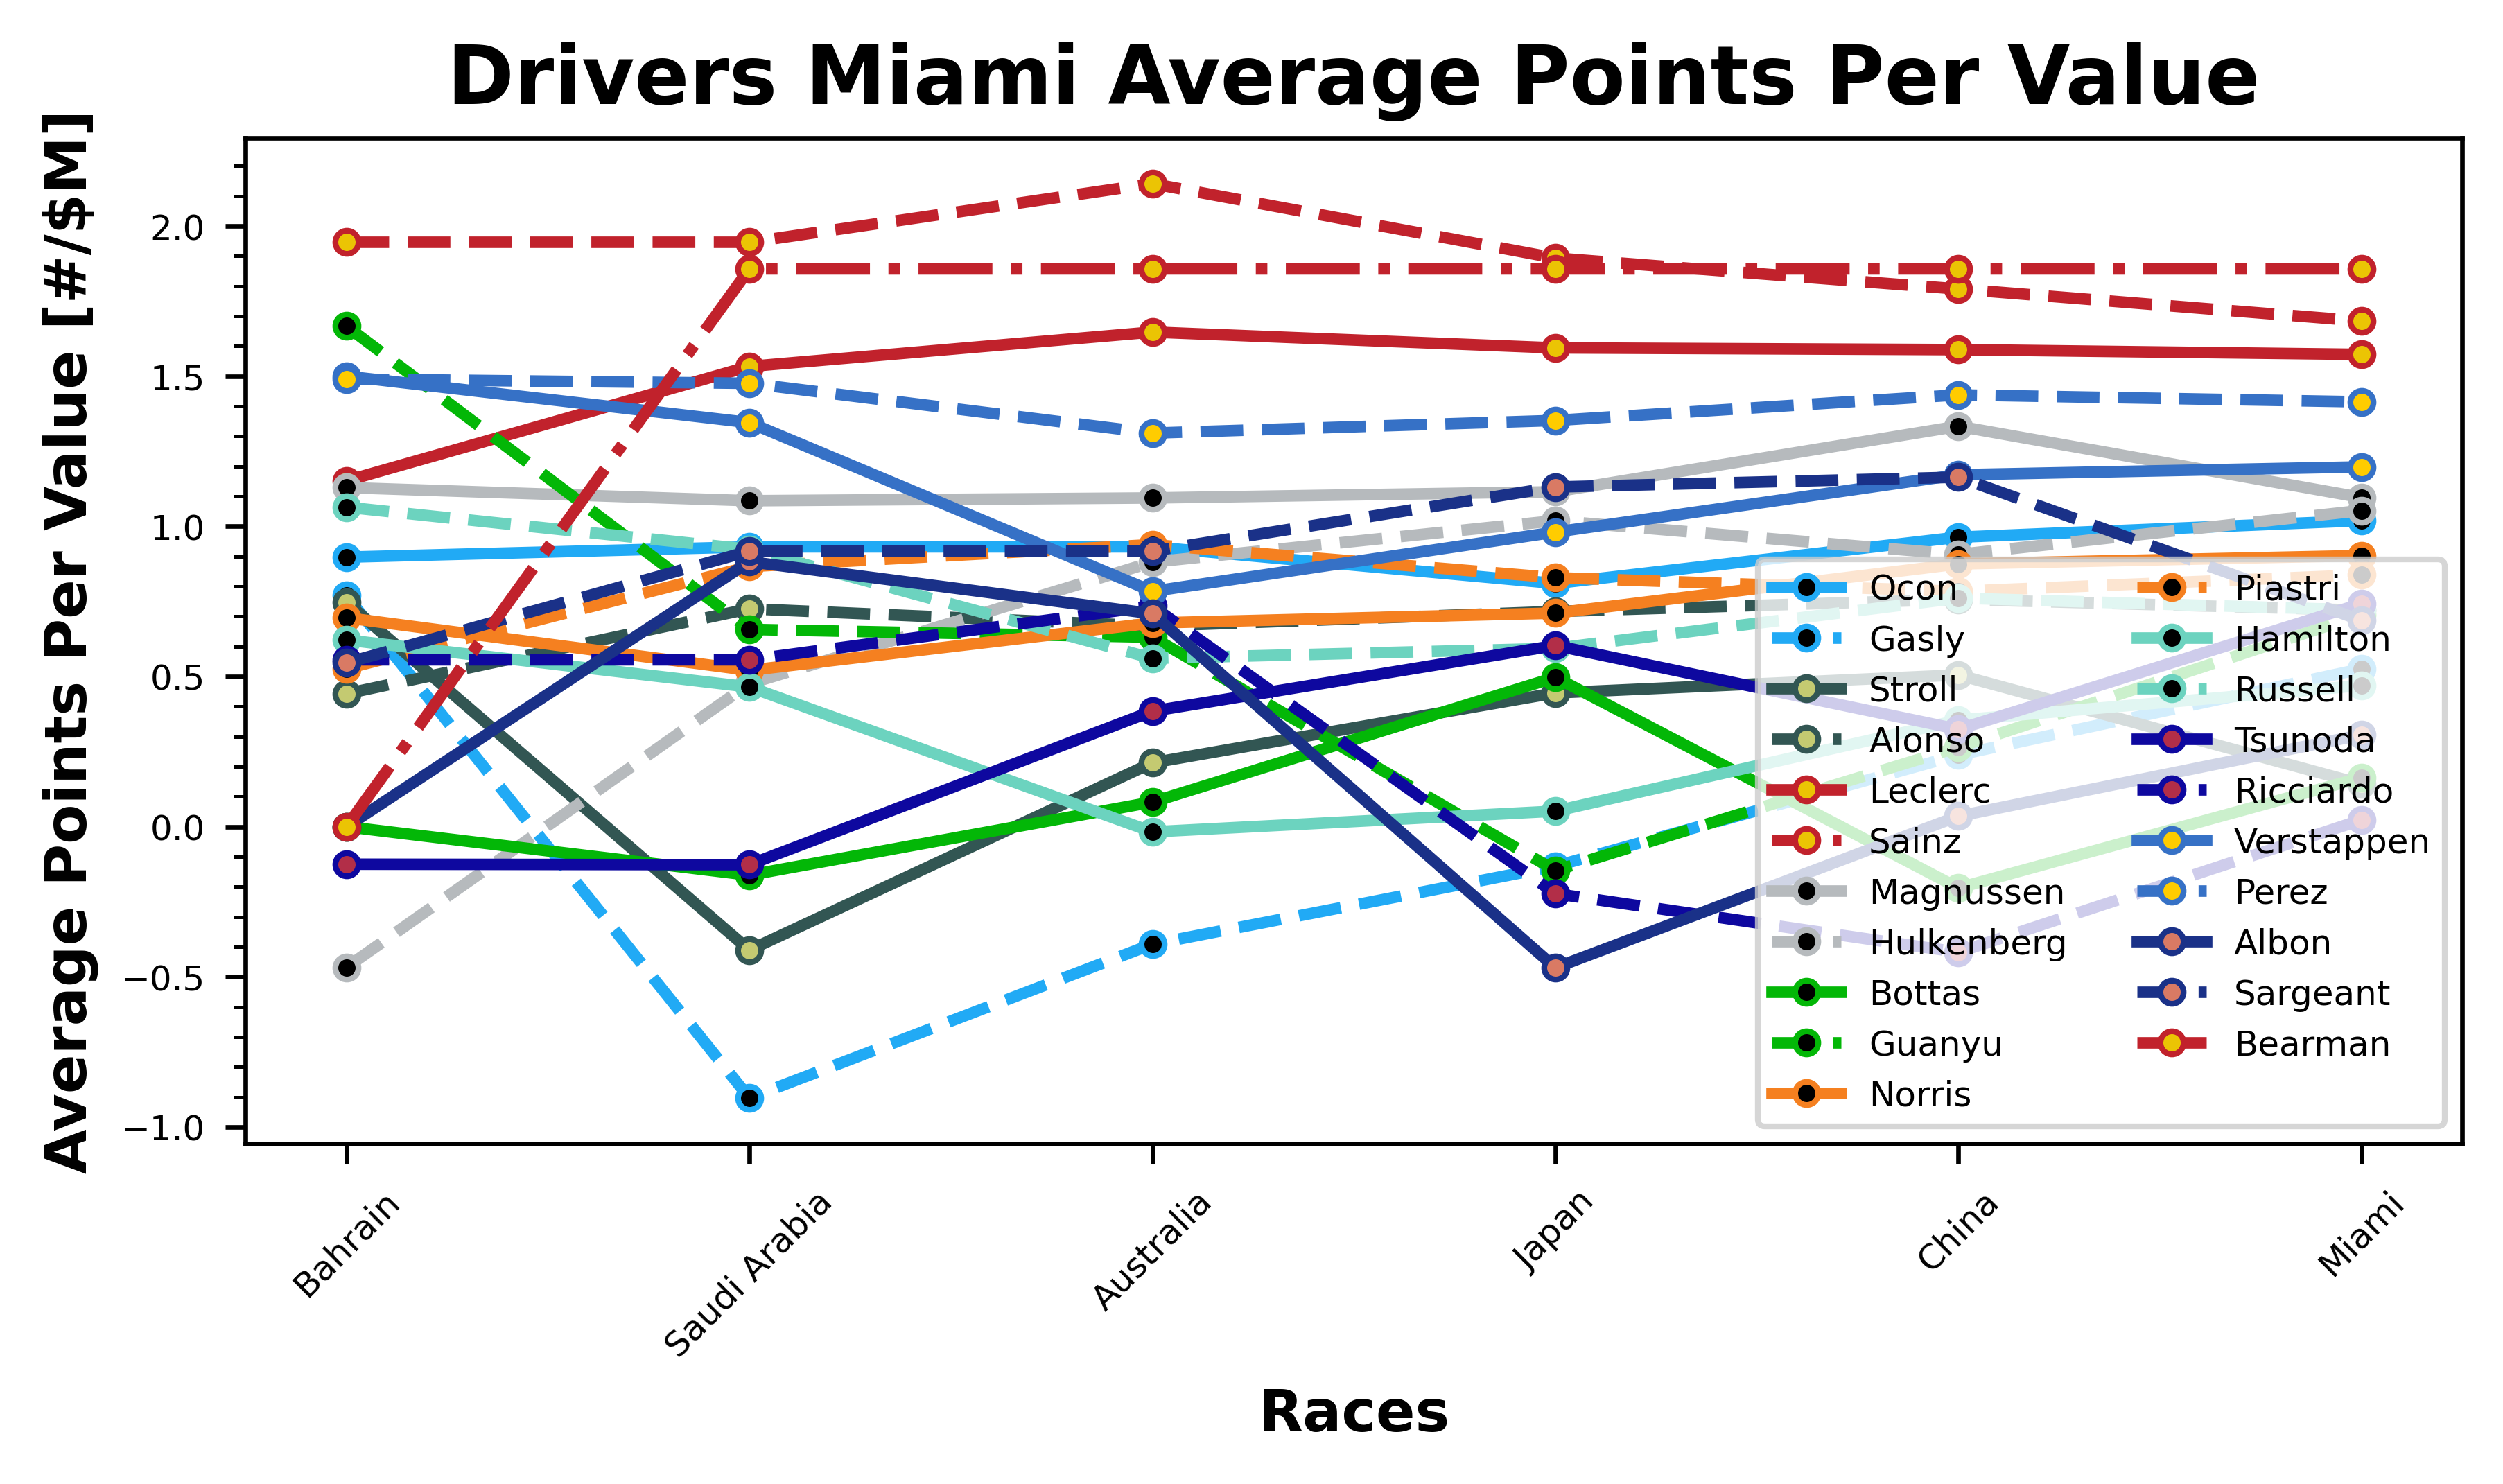 Drivers Miami Average Points Per Value
Average Points Per Value [#/$M]
2.0
1.5
1.0
0.5
0.0
−0.5
−1.0
Ocon
Gasly
Stroll
Alonso
Leclerc
Sainz
Magnussen
Hulkenberg
Bottas
Guanyu
Norris
Piastri
Hamilton
Russell
Tsunoda
Ricciardo
Verstappen
Perez
Albon
Sargeant
Bearman
Bahrain
Saudi Arabia
Australia
Japan
China
Miami
Races